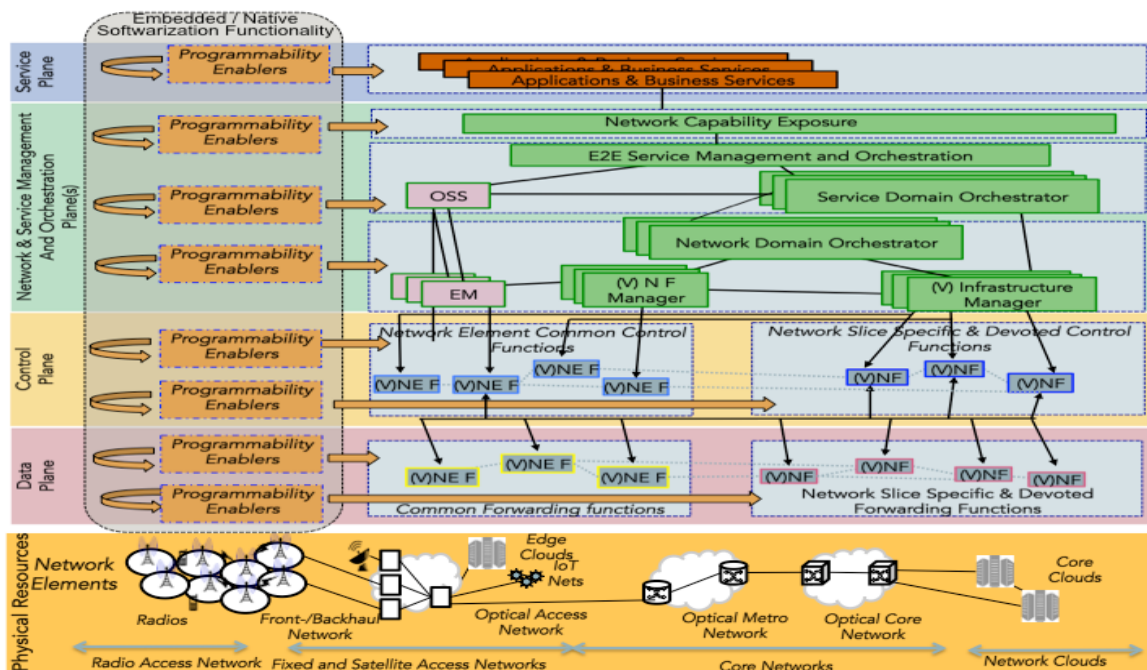 Embedded / Native
Softwarization Functionality
Service
Plane
Programmability
Enablers
Applications & Business Services
Applications & Business Services
Applications & Business Services
Network & Service Management
And Orchestration
Plane(s)
Programmability
Enablers
Network Capability Exposure
E2E Service Management and Orchestration
Programmability
Enablers
OSS
Service Domain Orchestrator
Programmability
Enablers
Network Domain Orchestrator
EM
(V) N F
Manager
(V) Infrastructure
Manager
Control
Plane
Programmability
Enablers
Network Element Common Control
Functions
Network Slice Specific & Devoted Control
Functions
(V)NE F
(V)NE F
(V)NE F
(V)NE F
(V)NF
(V)NF
(V)NF
Programmability
Enablers
Data
Plane
Programmability
Enablers
(V)NE F
(V)NE F
(V)NE F
(V)NF
(V)NF
(V)NF
(V)NF
Programmability
Enablers
Common Forwarding functions
Network Slice Specific & Devoted
Forwarding Functions
Physical Resources
Network
Elements
Radios
Front-/Backhaul
Network
Edge
Clouds
IoT
Nets
Optical Access
Network
Optical Metro
Network
Optical Core
Network
Core
Clouds
Radio Access Network
Fixed and Satellite Access Networks
Core Networks
Network Clouds